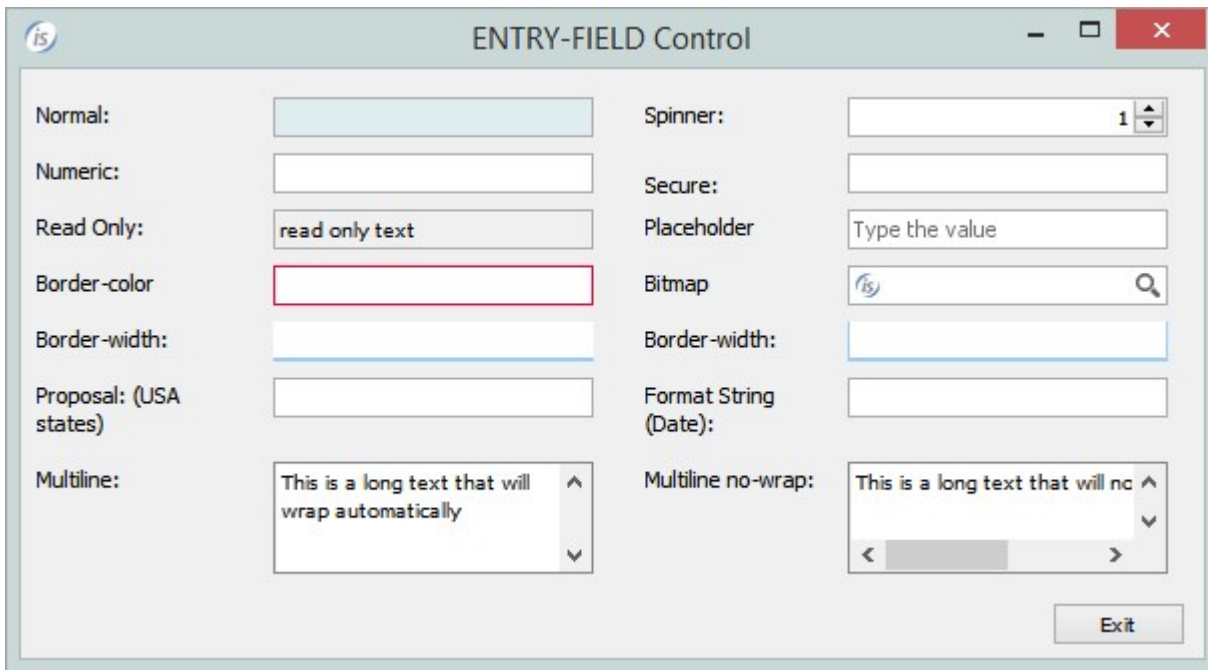 is
ENTRY-FIELD Control
Normal:
Spinner:
1
Numeric:
Secure:
Read Only:
read only text
Placeholder
Type the value
Border-color
Bitmap
is
Border-width:
Border-width:
Proposal: (USA
states)
Format String
(Date):
Multiline:
This is a long text that will
wrap automatically
Multiline no-wrap:
This is a long text that will no
Exit